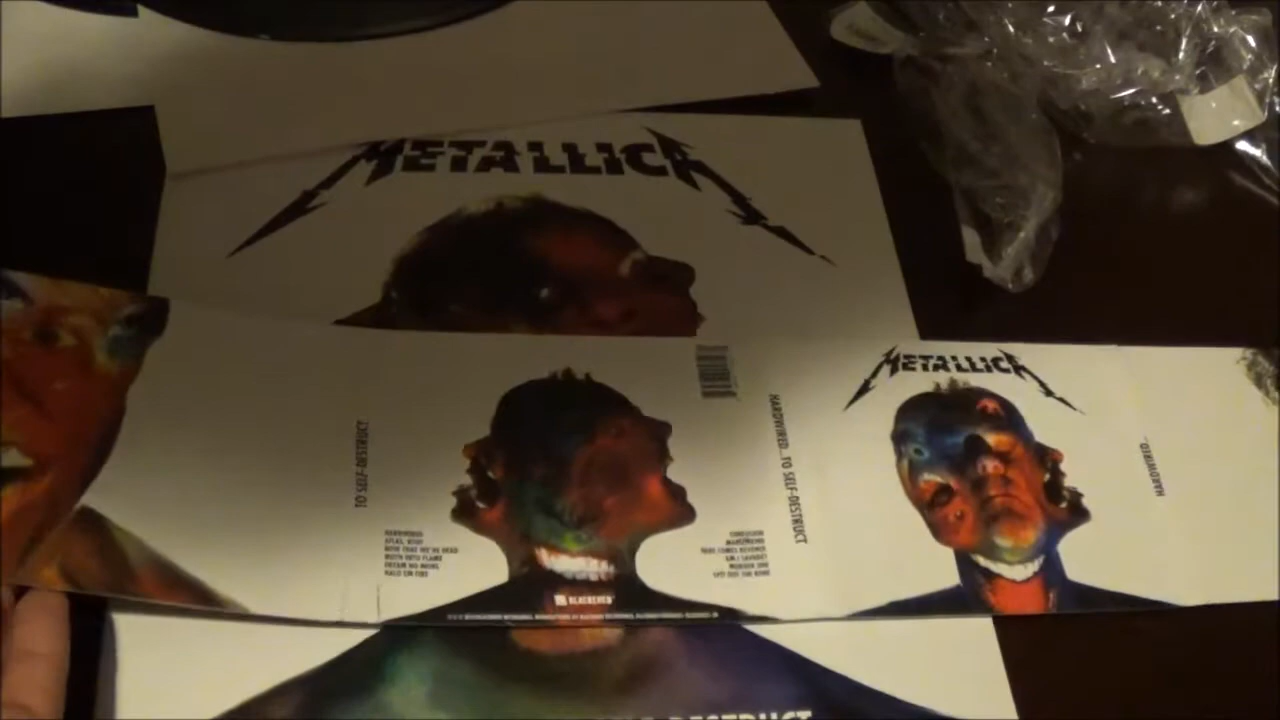 METALLICA
METALLICA
TO SELF-DESTRUCT
HARDWIRED...TO SELF-DESTRUCT
HARDWIRED...
HARDWIRED
ATLAS, RISE!
NOW THAT WE'RE DEAD
MOTH INTO FLAME
DREAM NO MORE
HALO ON FIRE
CONFUSION
MANUNKIND
HERE COMES REVENGE
AM I SAVAGE?
MURDER ONE
SPIT OUT THE BONE
BLACKENED
DESTRUCT